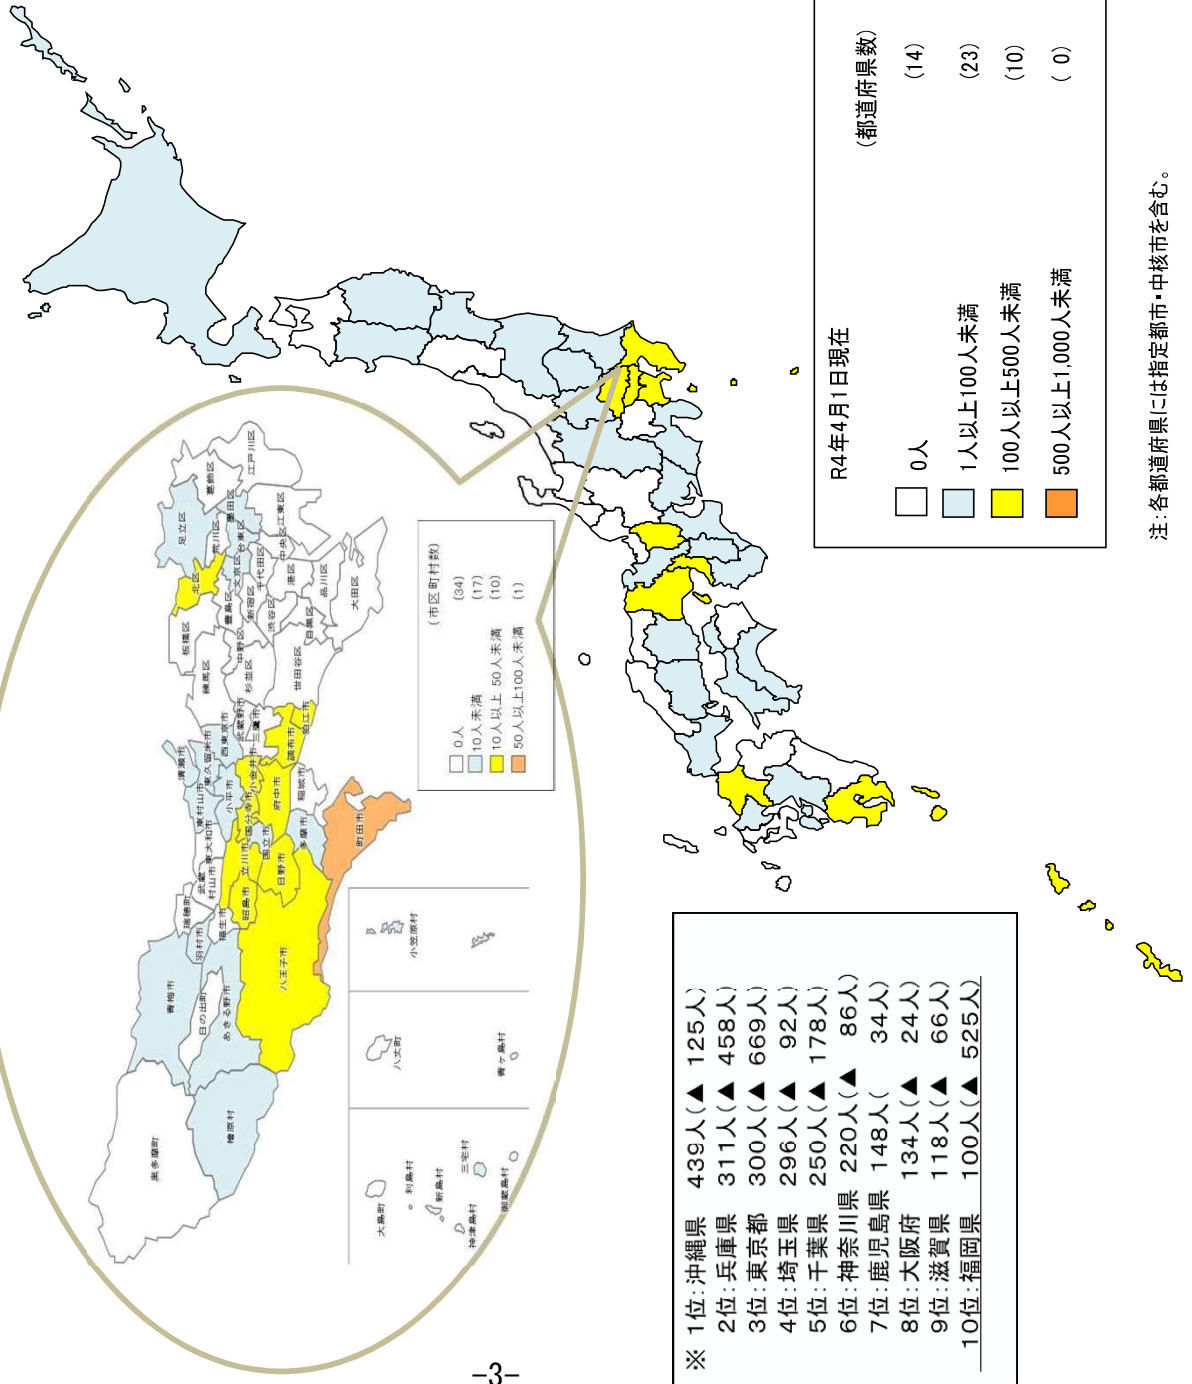 R4年4月1日現在
(都道府県数)
0人 (14)
1人以上100人未満 (23)
100人以上500人未満 (10)
500人以上1,000人未満 ( 0)
注:各都道府県には指定都市・中核市を含む。
(市区町村数)
0人 (34)
10人未満 (17)
10人以上 50人未満 (10)
50人以上100人未満 (1)
奥多摩町
檜原村
青梅市
日の出町
あきる野市
八王子市
瑞穂町
羽村市
福生市
昭島市
武蔵
村山市
東大和市
東村山市
立川市
日野市
国立市
国分寺市
小平市
清瀬市
東久留米市
西東京市
小金井市
府中市
多摩市
稲城市
町田市
武蔵野市
三鷹市
調布市
狛江市
練馬区
板橋区
杉並区
中野区
世田谷区
豊島区
新宿区
渋谷区
目黒区
北区
文京区
千代田区
港区
品川区
大田区
足立区
荒川区
台東区
中央区
墨田区
江東区
葛飾区
江戸川区
大島町
利島村
新島村
神津島村
三宅村
御蔵島村
八丈町
青ヶ島村
小笠原村
※ 1位:沖縄県 439人(▲ 125人)
2位:兵庫県 311人(▲ 458人)
3位:東京都 300人(▲ 669人)
4位:埼玉県 296人(▲ 92人)
5位:千葉県 250人(▲ 178人)
6位:神奈川県 220人(▲ 86人)
7位:鹿児島県 148人( 34人)
8位:大阪府 134人(▲ 24人)
9位:滋賀県 118人(▲ 66人)
10位:福岡県 100人(▲ 525人)
-3-